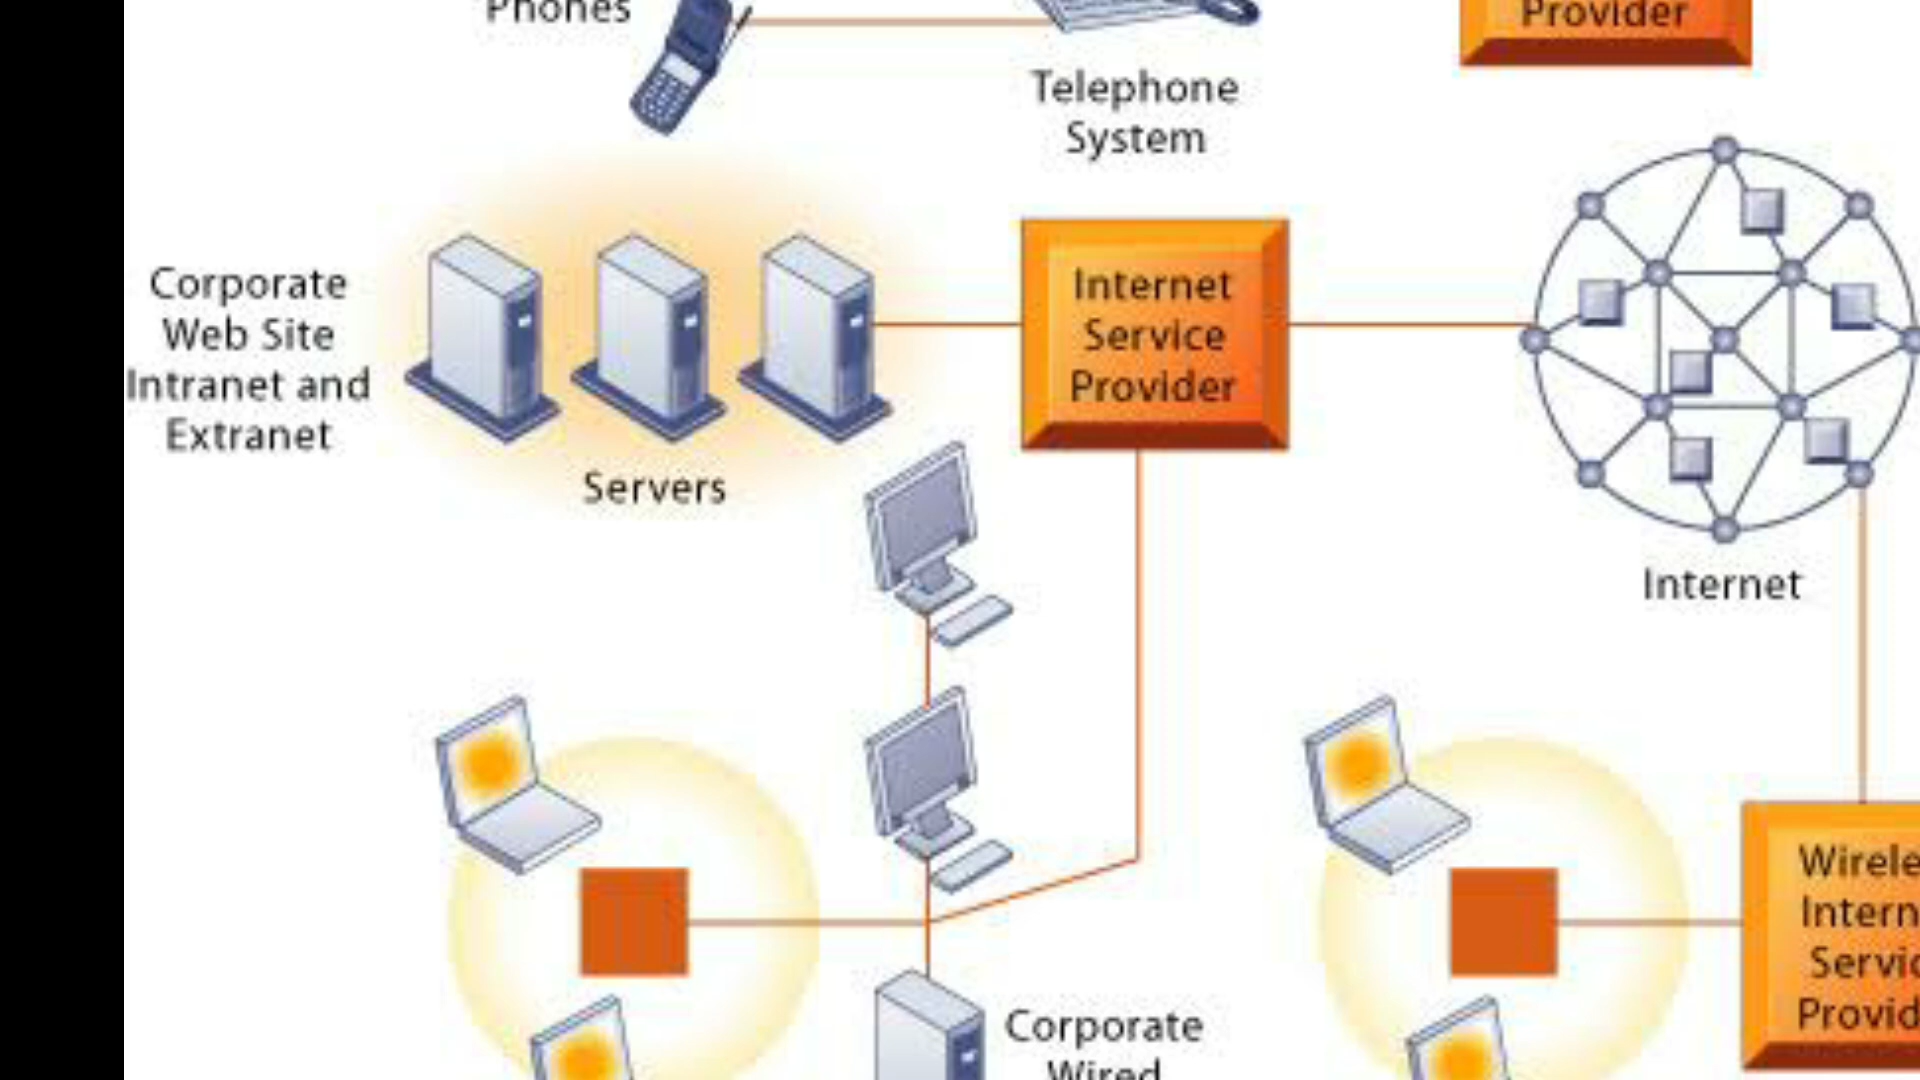 Phones
Provider
Telephone
System
Corporate
Web Site
Intranet and
Extranet
Servers
Internet
Service
Provider
Internet
Corporate
Wired